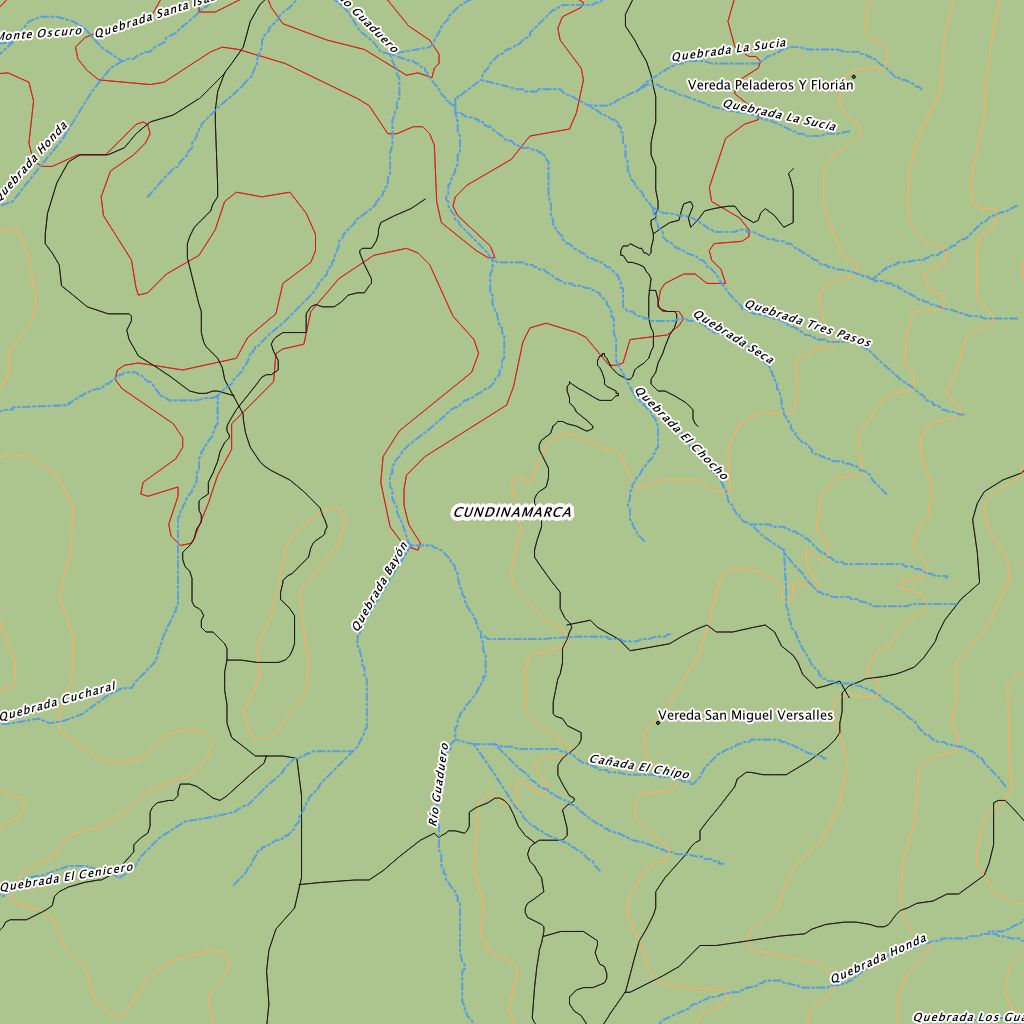 Monte Oscuro
Quebrada Santa Isa
Guaduero
Quebrada La Sucia
Vereda Peladeros Y Florián
Quebrada La Sucia
Quebrada Honda
Quebrada Tres Pasos
Quebrada Seca
Quebrada El Chocho
CUNDINAMARCA
Quebrada Bayón
Quebrada Cucharal
Vereda San Miguel Versalles
Río Guaduero
Cañada El Chipo
Quebrada El Cenicero
Quebrada Honda
Quebrada Los Gua